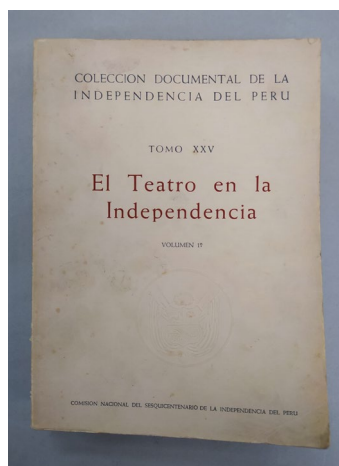 COLECCION DOCUMENTAL DE LA
INDEPENDENCIA DEL PERU
TOMO XXV
El Teatro en la
Independencia
VOLUMEN 1º
COMISION NACIONAL DEL SESQUICENTENARIO DE LA INDEPENDENCIA DEL PERU